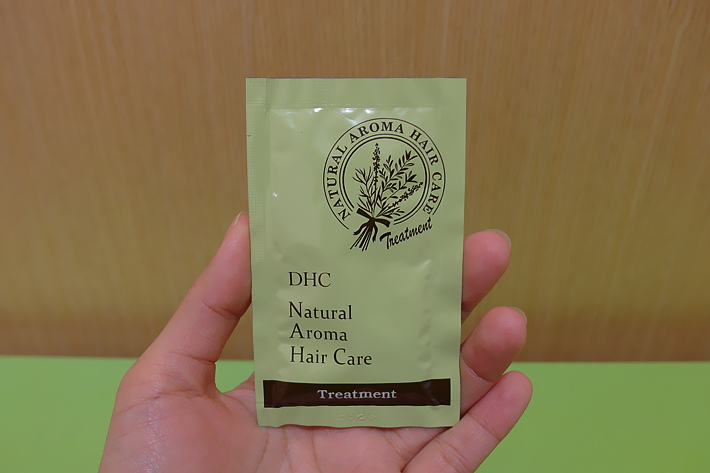 NATURAL AROMA HAIR CARE
Treatment
DHC
Natural
Aroma
Hair Care
Treatment